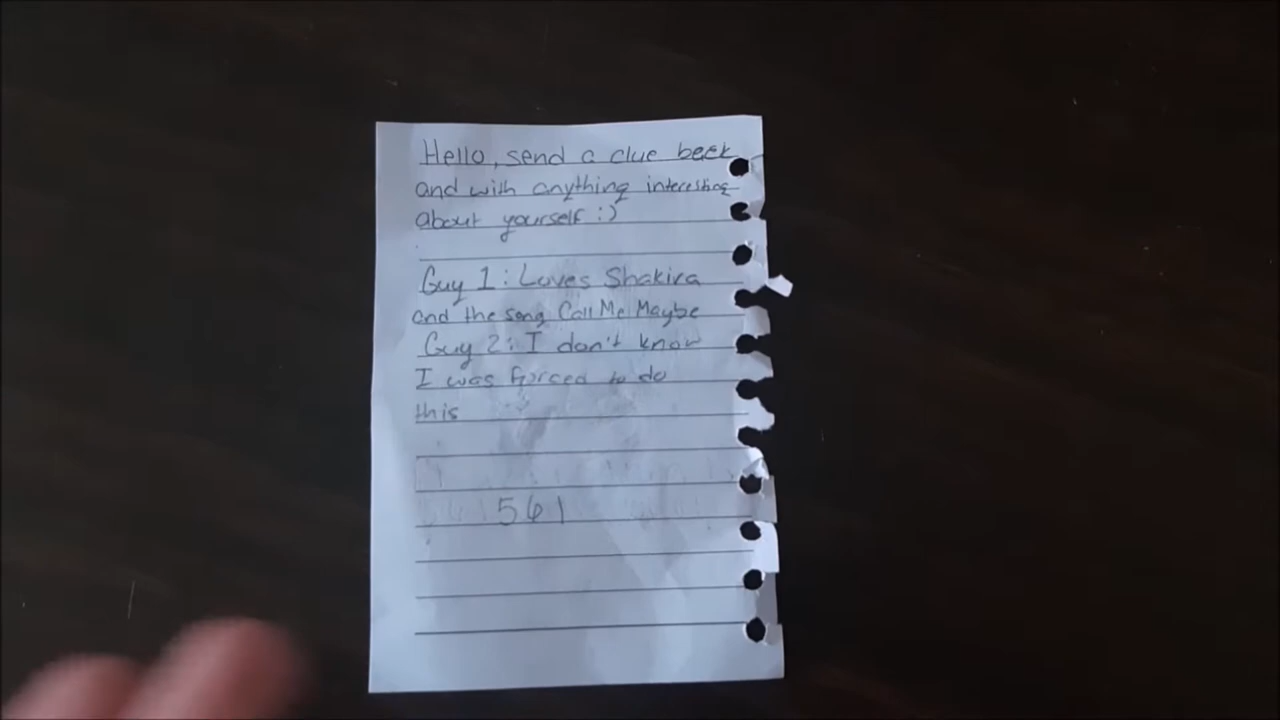 Hello, send a clue back
and with anything interesting
about yourself :)
Guy 1: Loves Shakira
and the song Call Me Maybe
Guy 2: I don't know
I was forced to do
this
561